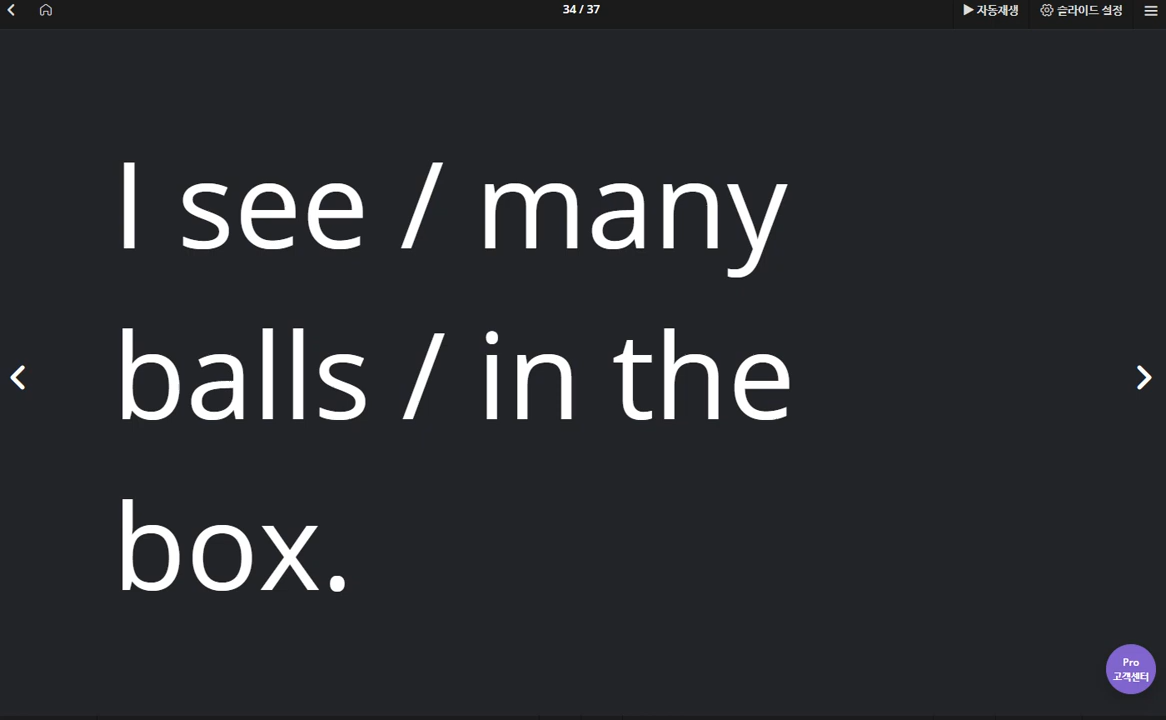 34 / 37
▶ 자동재생
슬라이드 설정
I see / many
balls / in the
box.
Pro
고객센터